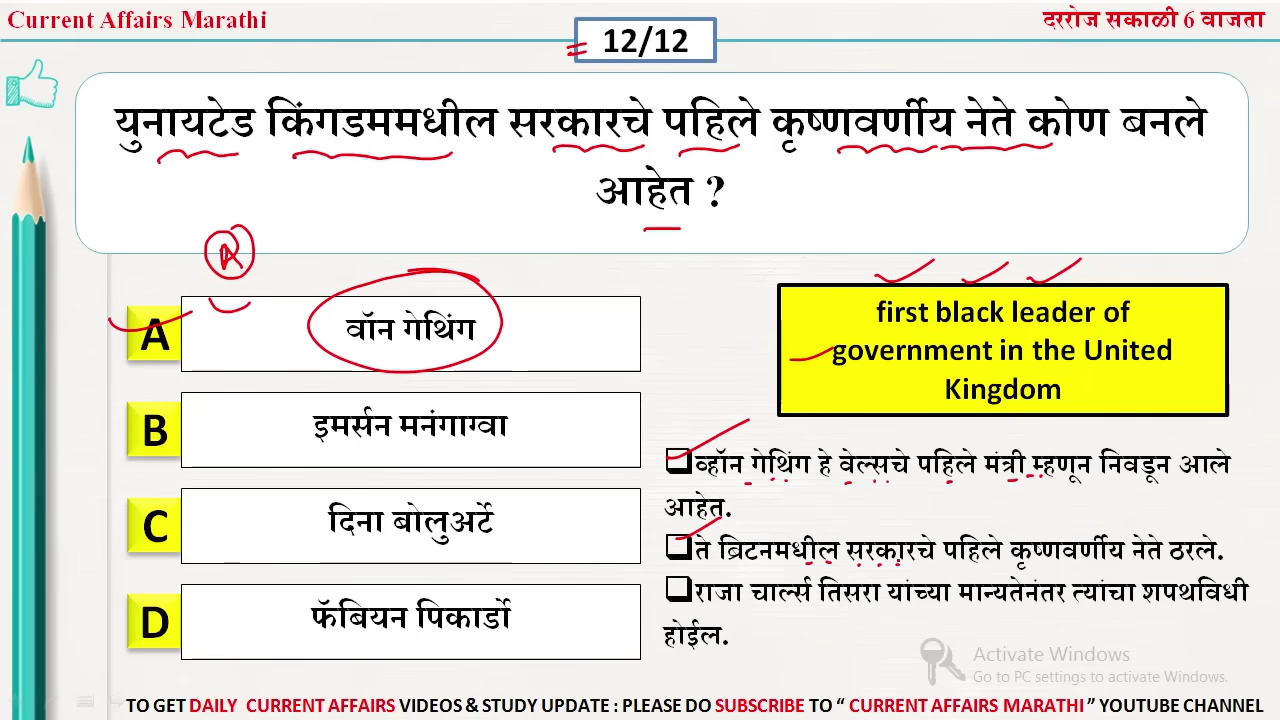 Current Affairs Marathi
दररोज सकाळी 6 वाजता
12/12
युनायटेड किंगडममधील सरकारचे पहिले कृष्णवर्णीय नेते कोण बनले
आहेत ?
A
A
वॉन गेथिंग
B
इमर्सन मनंगाग्वा
C
दिना बोलुअर्टे
D
फॅबियन पिकार्डो
first black leader of
government in the United
Kingdom
व्हॉन गेथिंग हे वेल्सचे पहिले मंत्री म्हणून निवडून आले
आहेत.
ते ब्रिटनमधील सरकारचे पहिले कृष्णवर्णीय नेते ठरले.
राजा चार्ल्स तिसरा यांच्या मान्यतेनंतर त्यांचा शपथविधी
होईल.
Activate Windows
Go to PC settings to activate Windows.
TO GET DAILY CURRENT AFFAIRS VIDEOS & STUDY UPDATE : PLEASE DO SUBSCRIBE TO “ CURRENT AFFAIRS MARATHI ” YOUTUBE CHANNEL